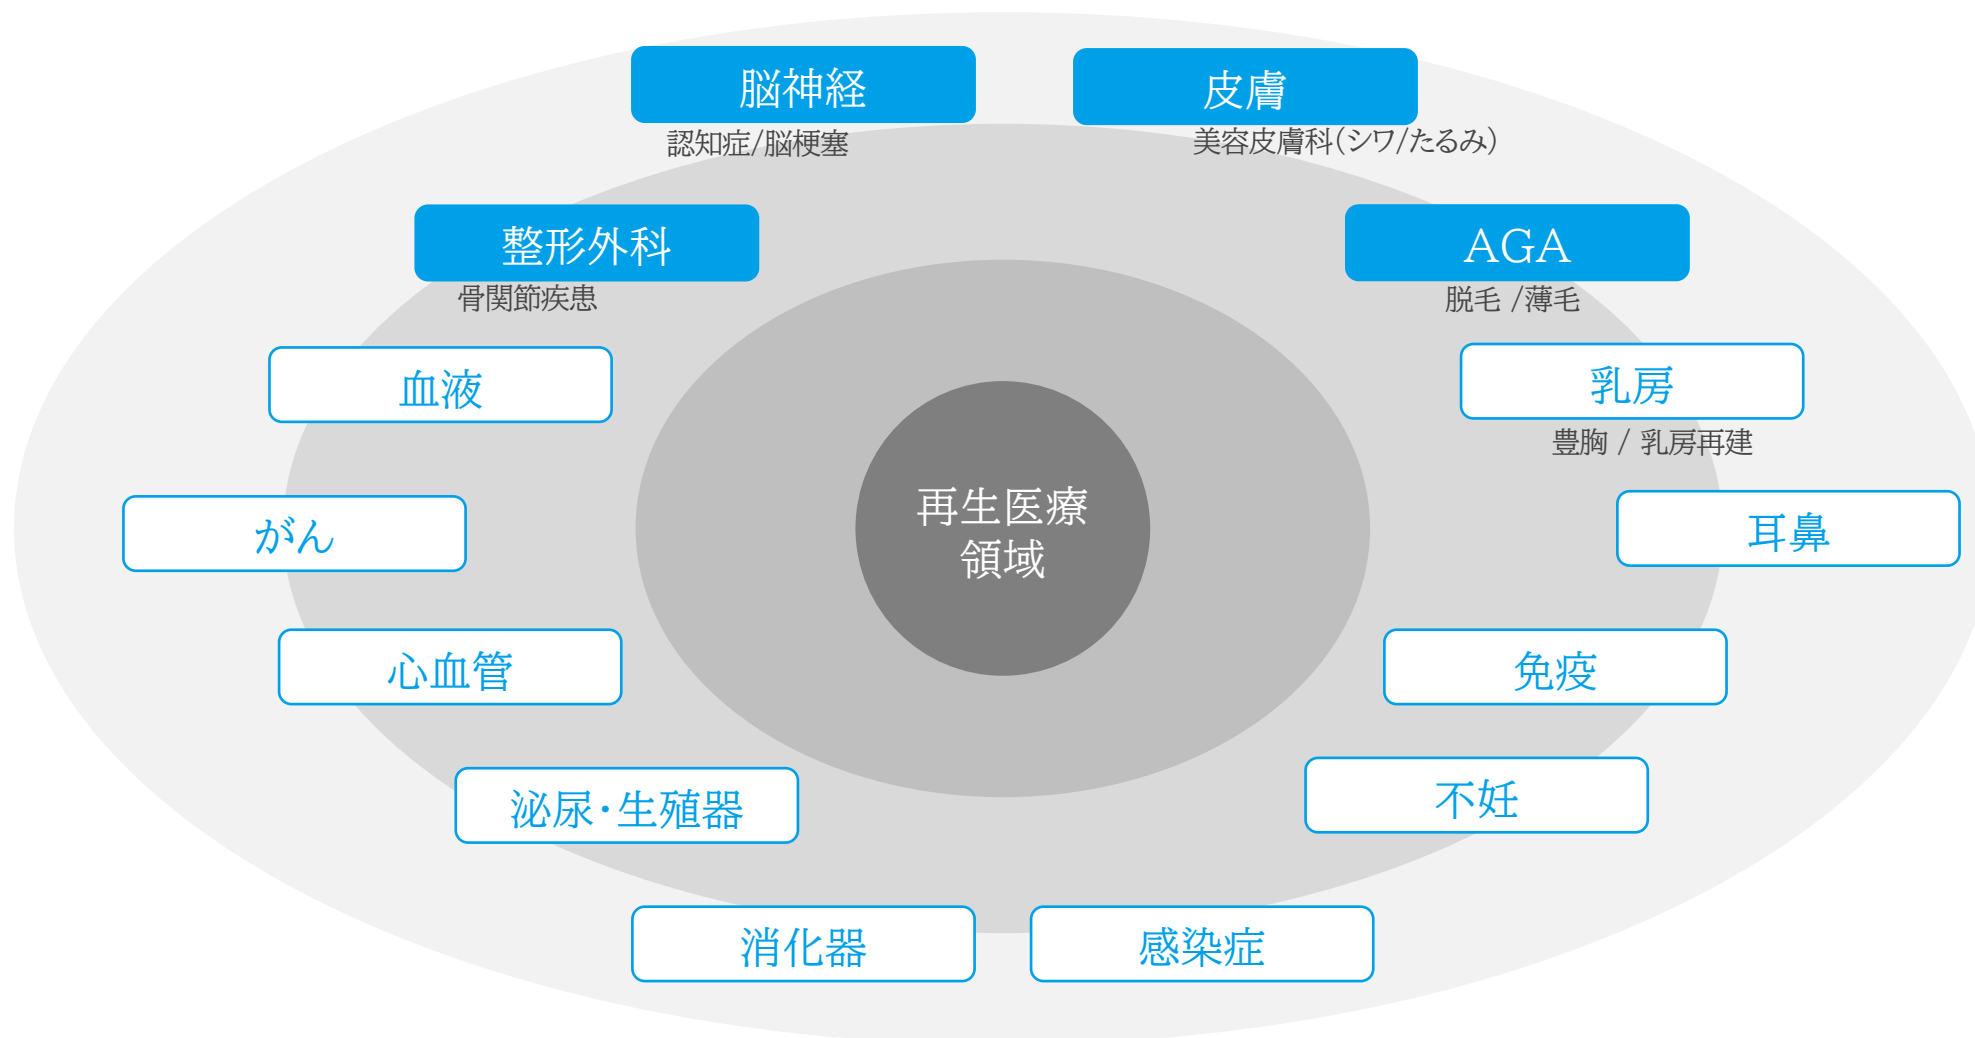 脳神経
皮膚
認知症/脳梗塞
美容皮膚科(シワ/たるみ)
整形外科
AGA
骨関節疾患
脱毛 /薄毛
血液
乳房
豊胸 / 乳房再建
再生医療
領域
がん
耳鼻
心血管
免疫
泌尿・生殖器
不妊
消化器
感染症